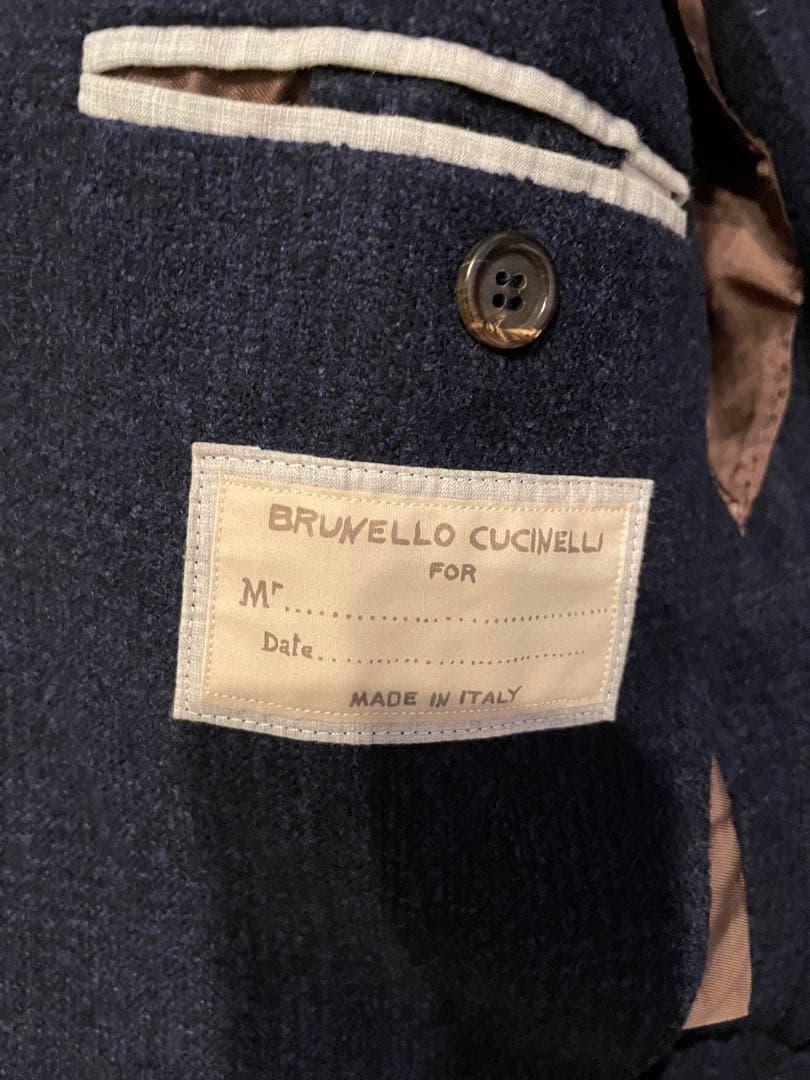 BRUNELLO CUCINELLI
FOR
Mr..............................
Date..............................
MADE IN ITALY